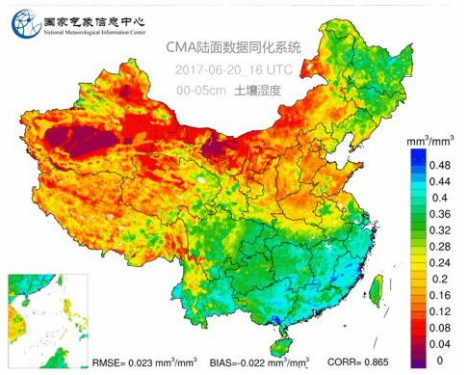 国家气象信息中心
National Meteorological Information Center
CMA陆面数据同化系统
2017-06-20_16 UTC
00-05cm 土壤湿度
mm³/mm³
0.48
0.44
0.4
0.36
0.32
0.28
0.24
0.2
0.16
0.12
0.08
0.04
0
RMSE= 0.023 mm³/mm³ BIAS=-0.022 mm³/mm³ CORR= 0.865